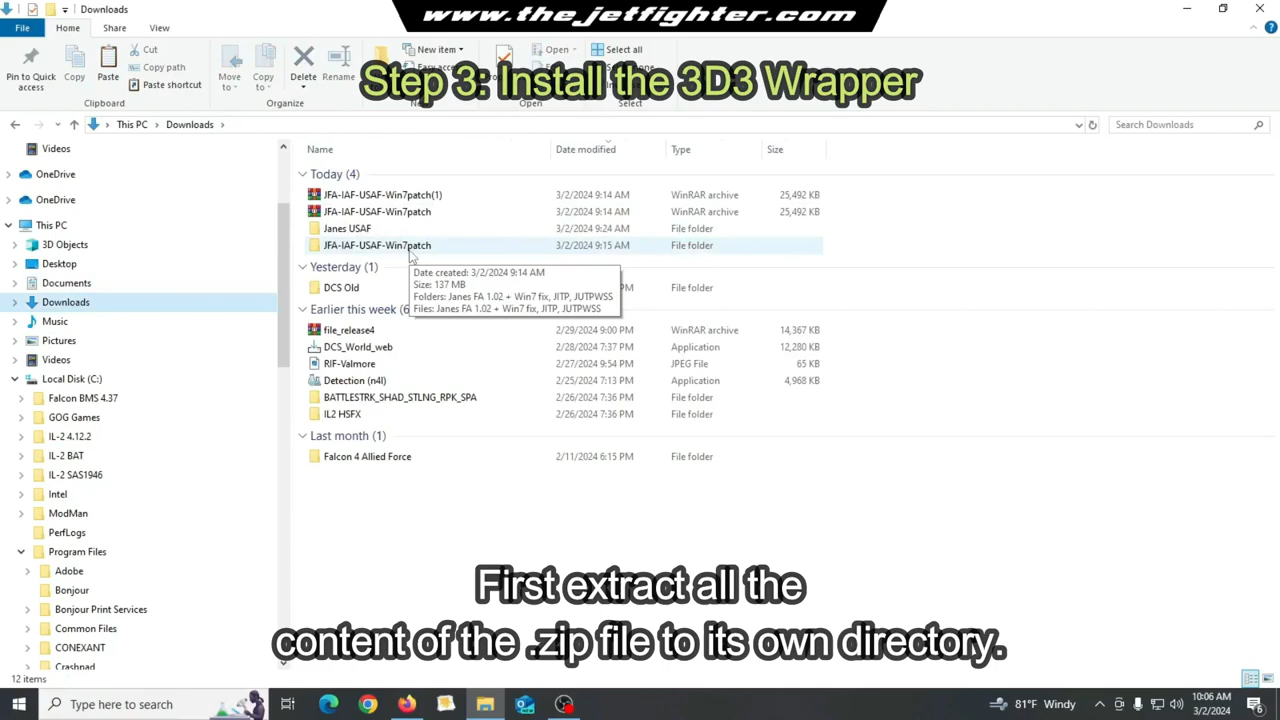 Downloads
www.thejetfighter.com
File
Home
Share
View
Pin to Quick
Access
Copy
Paste
Cut
Copy path
Paste shortcut
Move
to
Copy
to
Delete
Rename
New item
Open
Select all
Step 3: Install the 3D3 Wrapper
Clipboard
Organize
Open
Select
This PC
Downloads
Search Downloads
Videos
OneDrive
OneDrive
This PC
3D Objects
Desktop
Documents
Downloads
Music
Pictures
Videos
Local Disk (C:)
Falcon BMS 4.37
GOG Games
IL-2 4.12.2
IL-2 BAT
IL-2 SAS1946
Intel
ModMan
PerfLogs
Program Files
Adobe
Bonjour
Bonjour Print Services
Common Files
CONEXANT
Crashpad
Name Date modified Type Size
Today (4)
JFA-IAF-USAF-Win7patch(1) 3/2/2024 9:14 AM WinRAR archive 25,492 KB
JFA-IAF-USAF-Win7patch 3/2/2024 9:14 AM WinRAR archive 25,492 KB
Janes USAF 3/2/2024 9:24 AM File folder
JFA-IAF-USAF-Win7patch 3/2/2024 9:15 AM File folder
Date created: 3/2/2024 9:14 AM
Size: 137 MB
Folders: Janes FA 1.02 + Win7 fix, JITP, JUTPWSS
Files: Janes FA 1.02 + Win7 fix, JITP, JUTPWSS
Yesterday (1)
DCS Old PM File folder
Earlier this week (6
file_release4 2/29/2024 9:00 PM WinRAR archive 14,367 KB
DCS_World_web 2/28/2024 7:37 PM Application 12,280 KB
RIF-Valmore 2/27/2024 9:54 PM JPEG File 65 KB
Detection (n4l) 2/25/2024 7:13 PM Application 4,968 KB
BATTLESTRK_SHAD_STLNG_RPK_SPA 2/26/2024 7:36 PM File folder
IL2 HSFX 2/26/2024 7:36 PM File folder
Last month (1)
Falcon 4 Allied Force 2/11/2024 6:15 PM File folder
First extract all the
content of the .zip file to its own directory.
12 items
Type here to search
81°F Windy
10:06 AM
3/2/2024
6